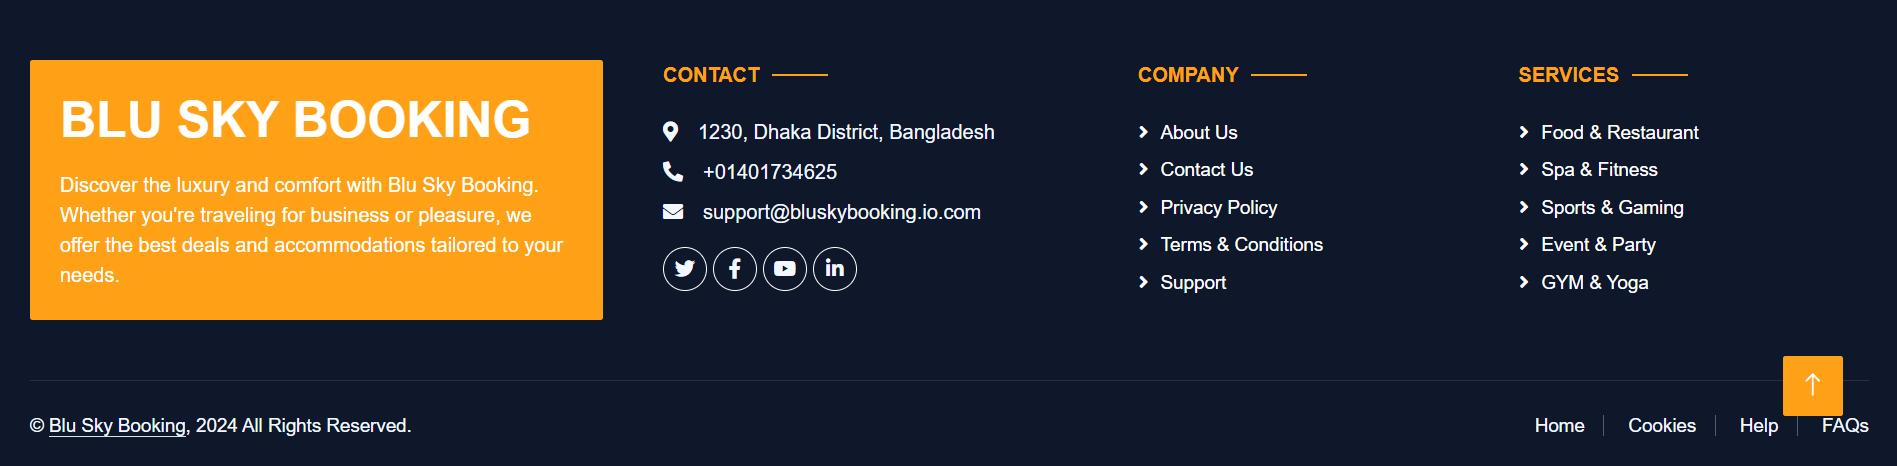 BLU SKY BOOKING
Discover the luxury and comfort with Blu Sky Booking.
Whether you're traveling for business or pleasure, we
offer the best deals and accommodations tailored to your
needs.
CONTACT
1230, Dhaka District, Bangladesh
+01401734625
support@bluskybooking.io.com
COMPANY
About Us
Contact Us
Privacy Policy
Terms & Conditions
Support
SERVICES
Food & Restaurant
Spa & Fitness
Sports & Gaming
Event & Party
GYM & Yoga
© Blu Sky Booking, 2024 All Rights Reserved.
Home Cookies Help FAQs